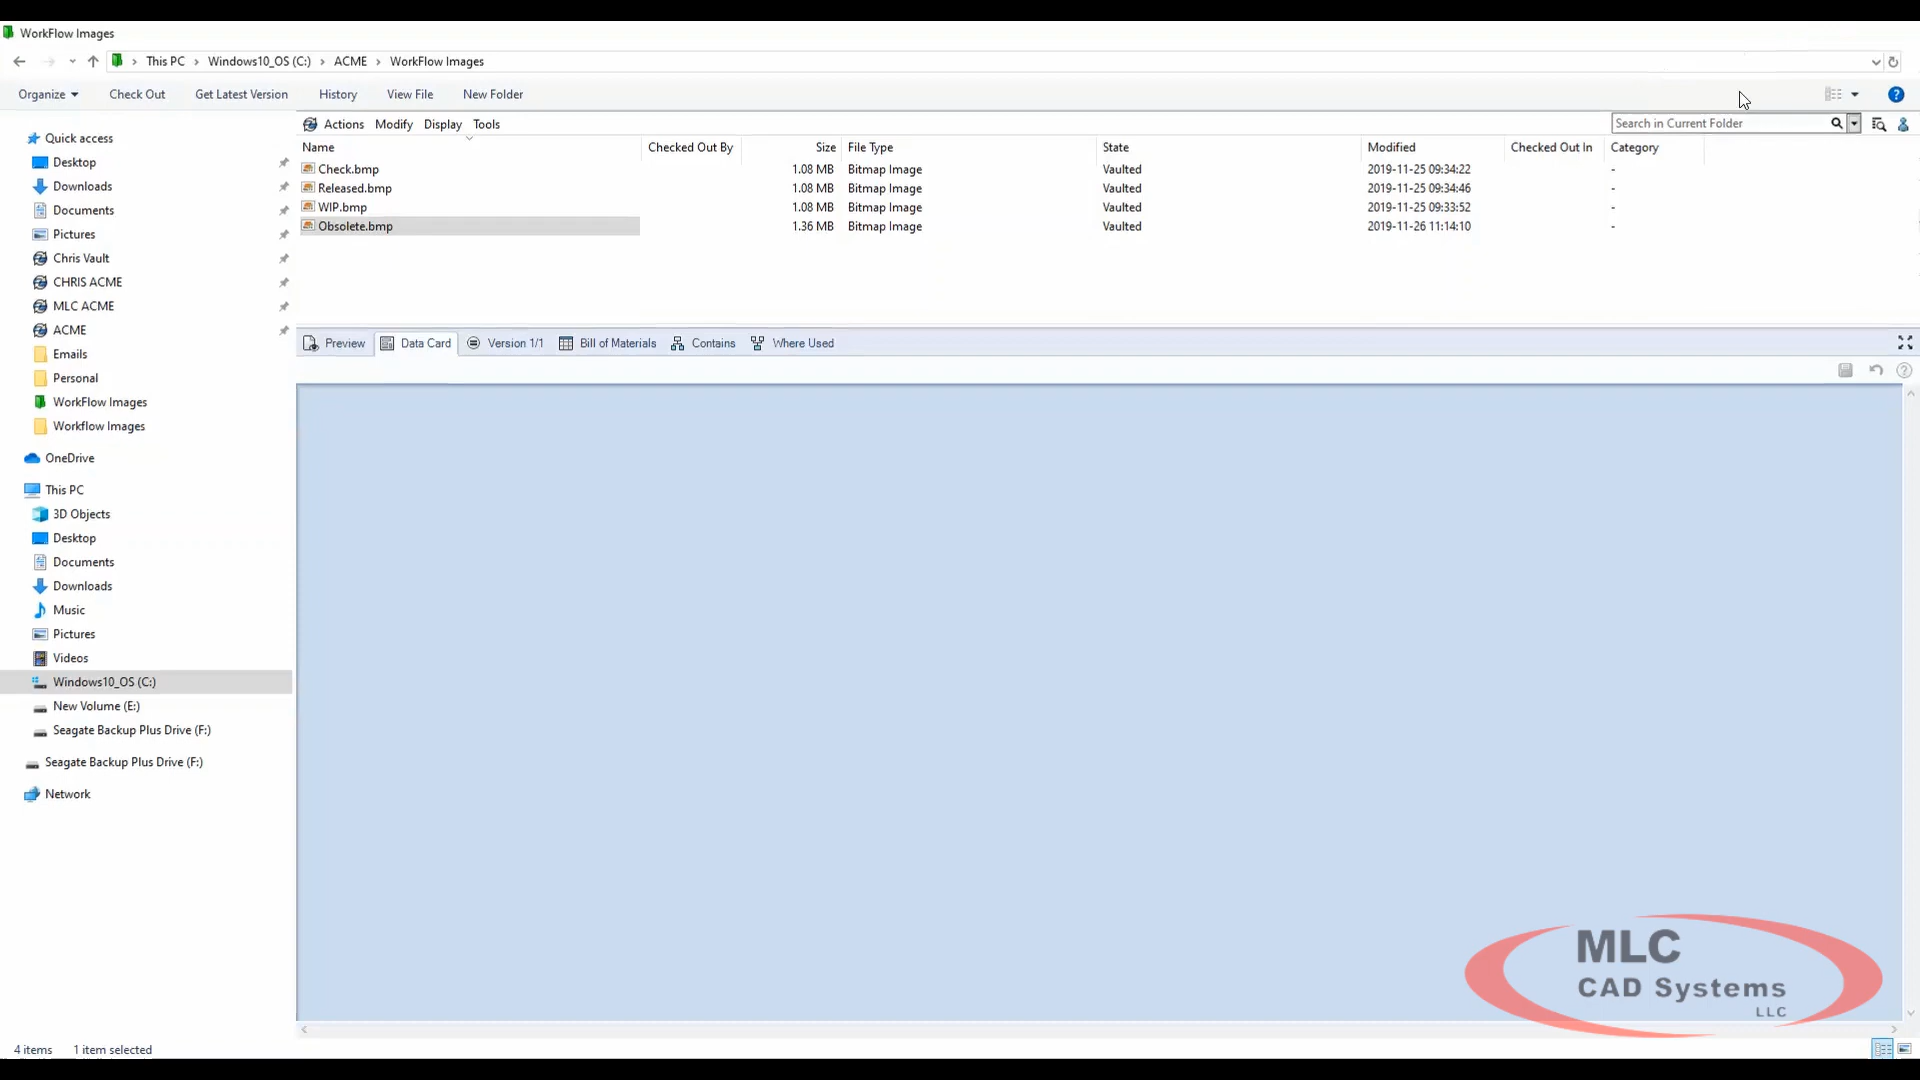 WorkFlow Images
This PC > Windows10_OS (C:) > ACME > WorkFlow Images
Organize Check Out Get Latest Version History View File New Folder ?
Actions Modify Display Tools Search in Current Folder
Name Checked Out By Size File Type State Modified Checked Out In Category
Check.bmp 1.08 MB Bitmap Image Vaulted 2019-11-25 09:34:22 -
Released.bmp 1.08 MB Bitmap Image Vaulted 2019-11-25 09:34:46 -
WIP.bmp 1.08 MB Bitmap Image Vaulted 2019-11-25 09:33:52 -
Obsolete.bmp 1.36 MB Bitmap Image Vaulted 2019-11-26 11:14:10 -
Quick access
Desktop
Downloads
Documents
Pictures
Chris Vault
CHRIS ACME
MLC ACME
ACME
Emails
Personal
WorkFlow Images
Workflow Images
OneDrive
This PC
3D Objects
Desktop
Documents
Downloads
Music
Pictures
Videos
Windows10_OS (C:)
New Volume (E:)
Seagate Backup Plus Drive (F:)
Seagate Backup Plus Drive (F:)
Network
Preview Data Card Version 1/1 Bill of Materials Contains Where Used
?
MLC
CAD Systems
LLC
4 items 1 item selected